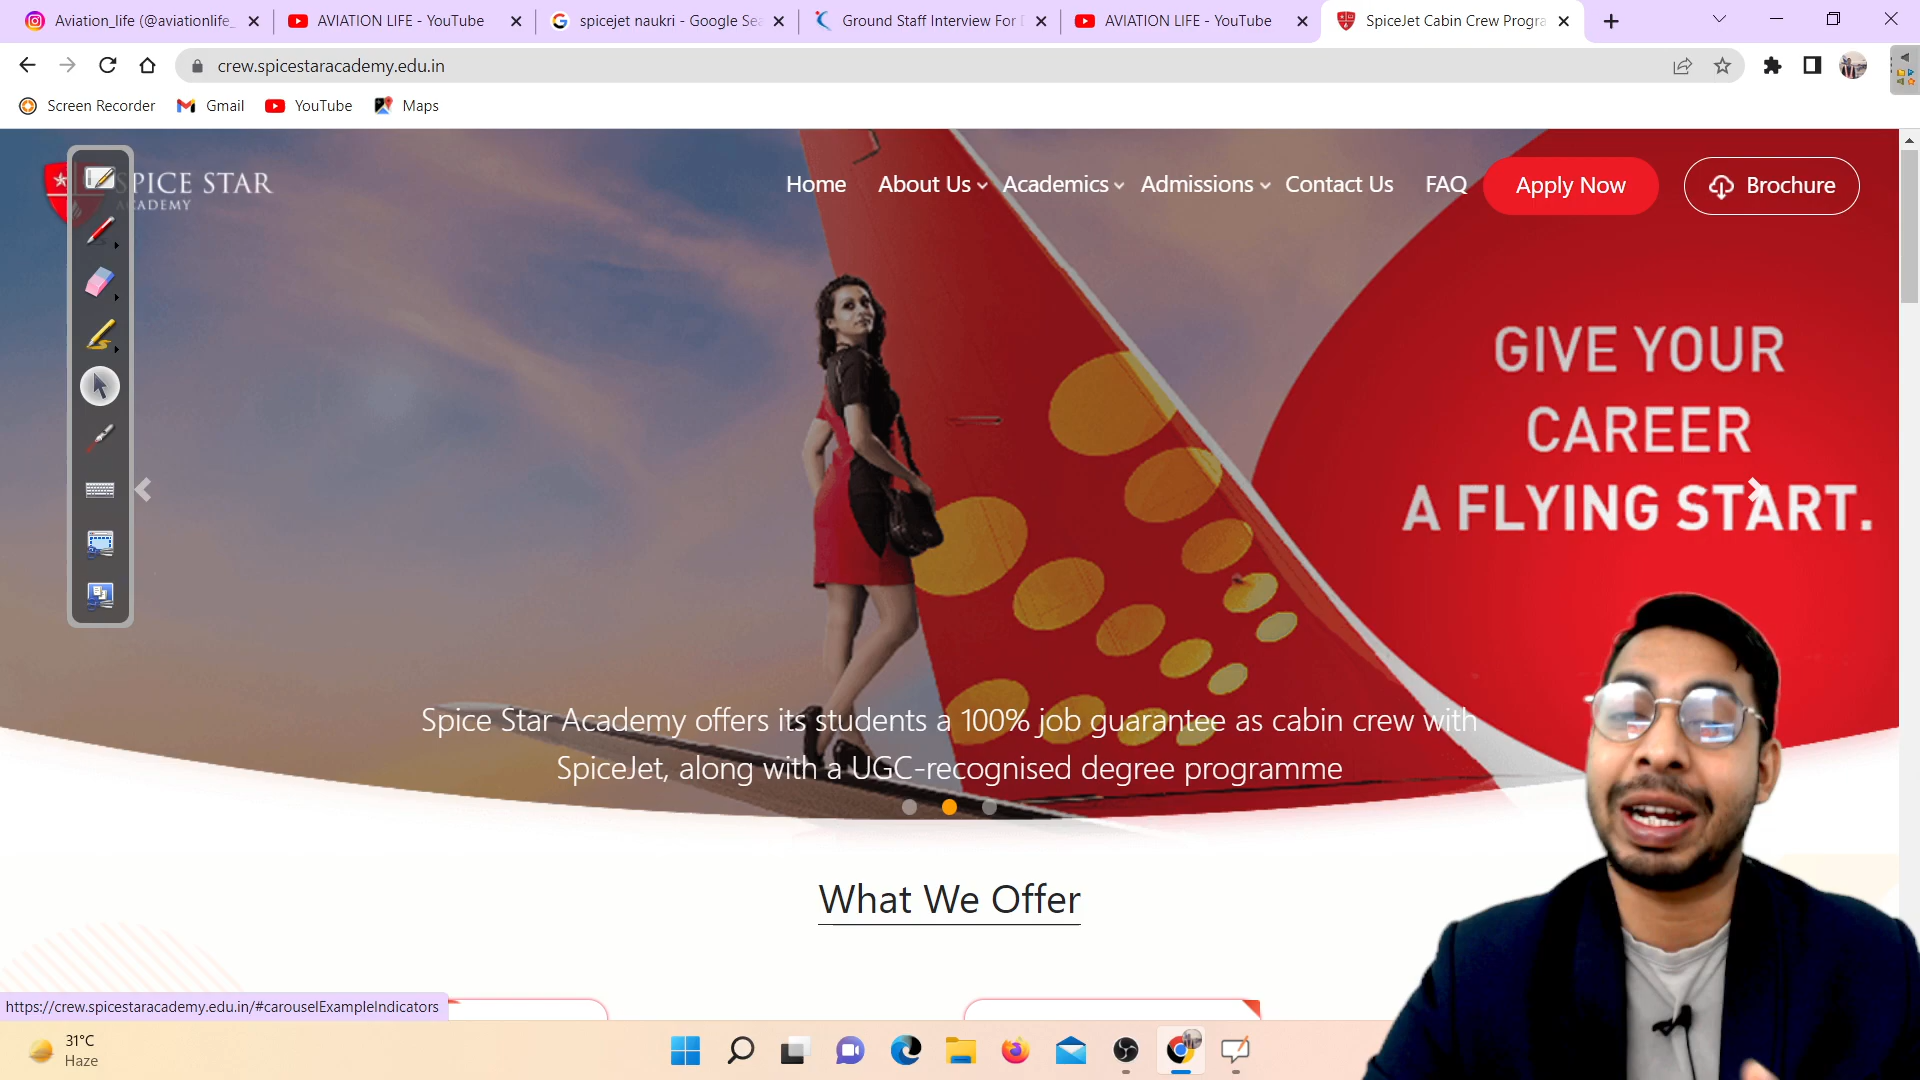 Aviation_life (@aviationlife_
AVIATION LIFE - YouTube
spicejet naukri - Google Sea
Ground Staff Interview For D
AVIATION LIFE - YouTube
SpiceJet Cabin Crew Progra
crew.spicestaracademy.edu.in
Screen Recorder
Gmail
YouTube
Maps
SPICE STAR
ACADEMY
Home
About Us
Academics
Admissions
Contact Us
FAQ
Apply Now
Brochure
GIVE YOUR
CAREER
A FLYING START.
Spice Star Academy offers its students a 100% job guarantee as cabin crew with
SpiceJet, along with a UGC-recognised degree programme
What We Offer
https://crew.spicestaracademy.edu.in/#carouselExampleIndicators
31°C
Haze